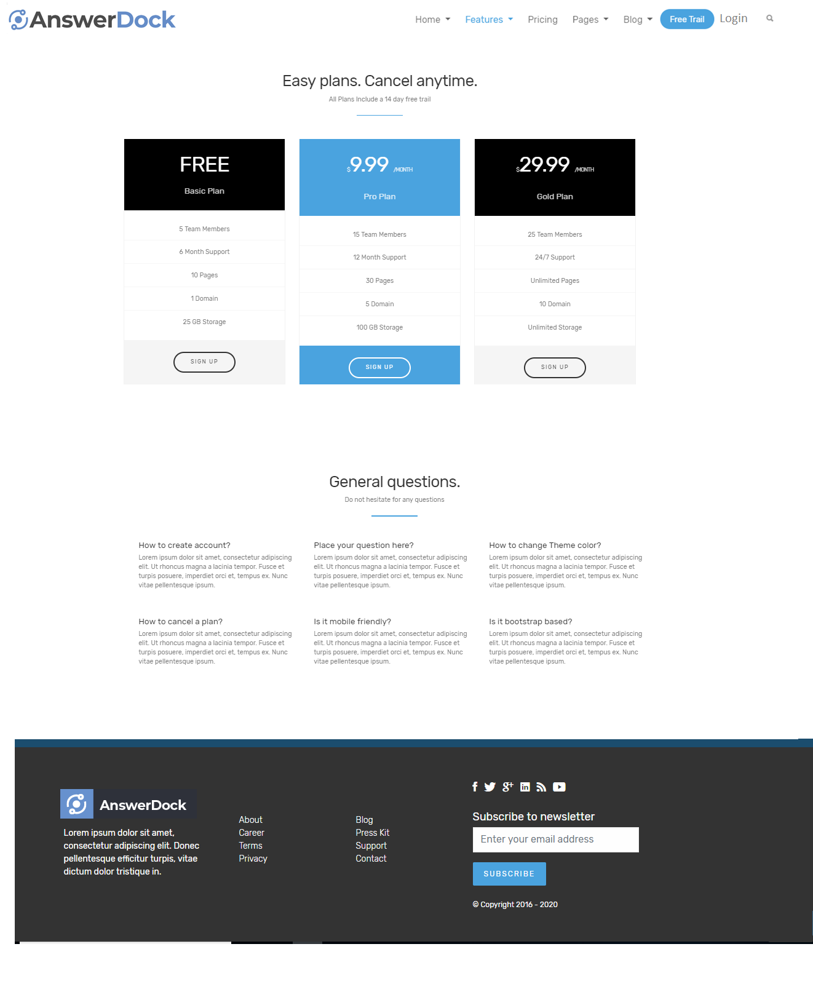 AnswerDock
Home Features Pricing Pages Blog Free Trail Login
Easy plans. Cancel anytime.
All Plans Include a 14 day free trail
FREE
Basic Plan
5 Team Members
6 Month Support
10 Pages
1 Domain
25 GB Storage
SIGN UP
$9.99 /MONTH
Pro Plan
15 Team Members
12 Month Support
30 Pages
5 Domain
100 GB Storage
SIGN UP
$29.99 /MONTH
Gold Plan
25 Team Members
24/7 Support
Unlimited Pages
10 Domain
Unlimited Storage
SIGN UP
General questions.
Do not hesitate for any questions
How to create account?
Lorem ipsum dolor sit amet, consectetur adipiscing
elit. Ut rhoncus magna a lacinia tempor. Fusce et
turpis posuere, imperdiet orci et, tempus ex. Nunc
vitae pellentesque ipsum.
Place your question here?
Lorem ipsum dolor sit amet, consectetur adipiscing
elit. Ut rhoncus magna a lacinia tempor. Fusce et
turpis posuere, imperdiet orci et, tempus ex. Nunc
vitae pellentesque ipsum.
How to change Theme color?
Lorem ipsum dolor sit amet, consectetur adipiscing
elit. Ut rhoncus magna a lacinia tempor. Fusce et
turpis posuere, imperdiet orci et, tempus ex. Nunc
vitae pellentesque ipsum.
How to cancel a plan?
Lorem ipsum dolor sit amet, consectetur adipiscing
elit. Ut rhoncus magna a lacinia tempor. Fusce et
turpis posuere, imperdiet orci et, tempus ex. Nunc
vitae pellentesque ipsum.
Is it mobile friendly?
Lorem ipsum dolor sit amet, consectetur adipiscing
elit. Ut rhoncus magna a lacinia tempor. Fusce et
turpis posuere, imperdiet orci et, tempus ex. Nunc
vitae pellentesque ipsum.
Is it bootstrap based?
Lorem ipsum dolor sit amet, consectetur adipiscing
elit. Ut rhoncus magna a lacinia tempor. Fusce et
turpis posuere, imperdiet orci et, tempus ex. Nunc
vitae pellentesque ipsum.
AnswerDock
Lorem ipsum dolor sit amet,
consectetur adipiscing elit. Donec
pellentesque efficitur turpis, vitae
dictum dolor tristique in.
About
Career
Terms
Privacy
Blog
Press Kit
Support
Contact
Subscribe to newsletter
Enter your email address
SUBSCRIBE
© Copyright 2016 - 2020